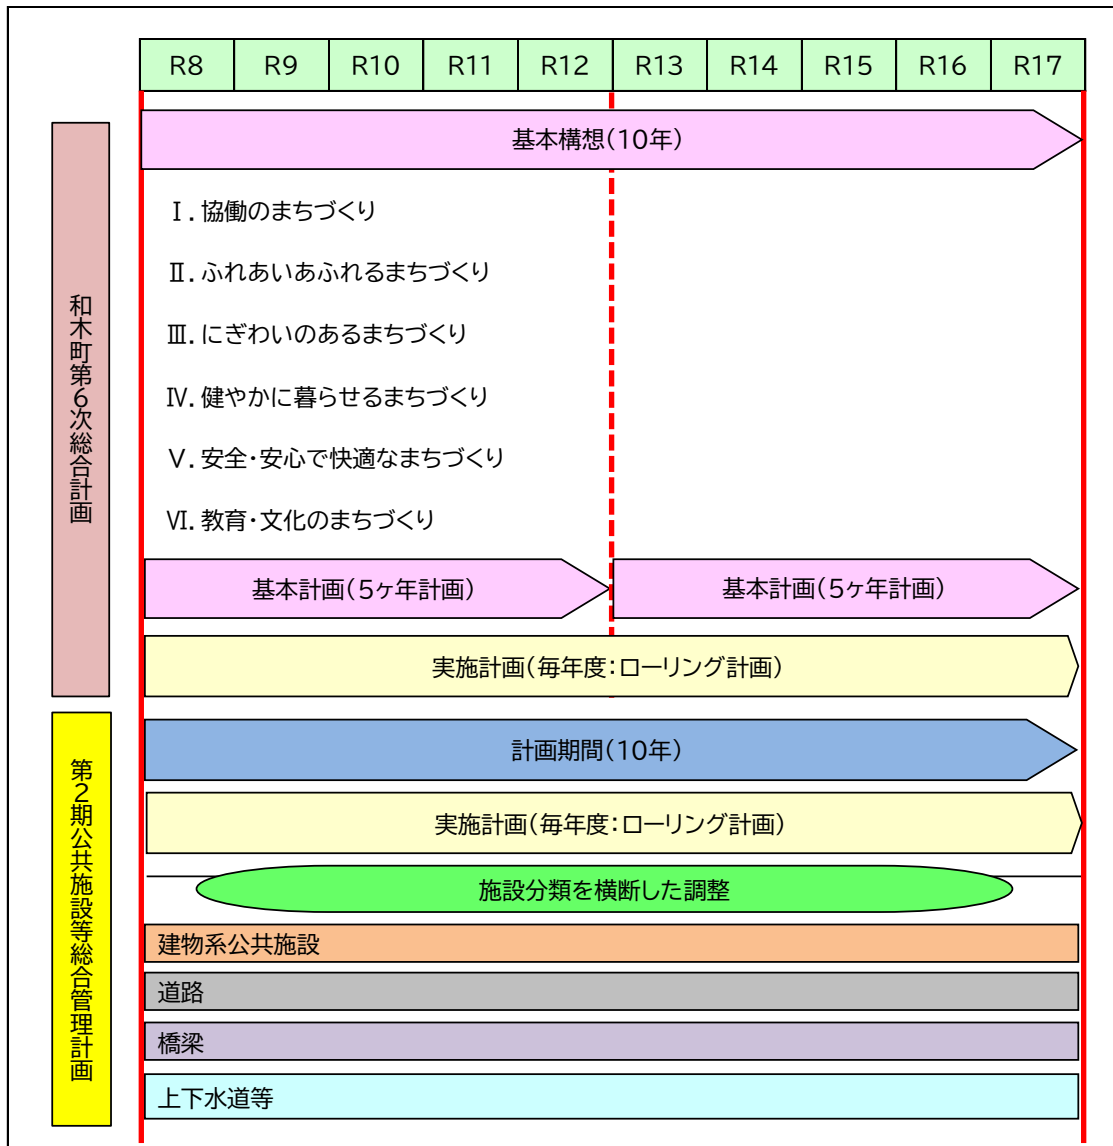 R8 R9 R10 R11 R12 R13 R14 R15 R16 R17
和木町第6次総合計画
基本構想(10年)
Ⅰ.協働のまちづくり
Ⅱ.ふれあいあふれるまちづくり
Ⅲ.にぎわいのあるまちづくり
Ⅳ.健やかに暮らせるまちづくり
Ⅴ.安全・安心で快適なまちづくり
Ⅵ.教育・文化のまちづくり
基本計画(5ヶ年計画) 基本計画(5ヶ年計画)
実施計画(毎年度:ローリング計画)
第2期公共施設等総合管理計画
計画期間(10年)
実施計画(毎年度:ローリング計画)
施設分類を横断した調整
建物系公共施設
道路
橋梁
上下水道等